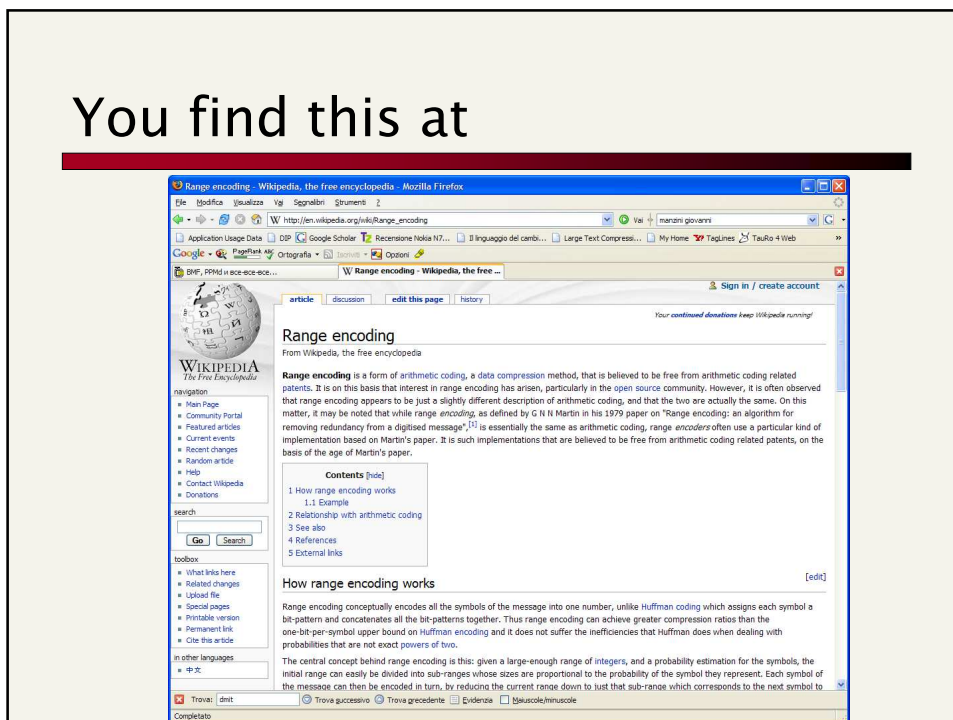 You find this at
Range encoding - Wikipedia, the free encyclopedia - Mozilla Firefox
File Modifica Visualizza Vai Segnalibri Strumenti ?
W http://en.wikipedia.org/wiki/Range_encoding Vai manzini giovanni G
Application Usage Data DIP Google Scholar Recensione Nokia N7... Il linguaggio del cambi... Large Text Compressi... My Home TagLines TauRo 4 Web »
Google PageRank Ortografia Iscriviti Opzioni
BMF, PPMd и все-все-все... W Range encoding - Wikipedia, the free ...
Sign in / create account
article discussion edit this page history
Your continued donations keep Wikipedia running!
WIKIPEDIA
The Free Encyclopedia
navigation
Main Page
Community Portal
Featured articles
Current events
Recent changes
Random article
Help
Contact Wikipedia
Donations
search
Go Search
toolbox
What links here
Related changes
Upload file
Special pages
Printable version
Permanent link
Cite this article
in other languages
中文
Range encoding
From Wikipedia, the free encyclopedia
Range encoding is a form of arithmetic coding, a data compression method, that is believed to be free from arithmetic coding related
patents. It is on this basis that interest in range encoding has arisen, particularly in the open source community. However, it is often observed
that range encoding appears to be just a slightly different description of arithmetic coding, and that the two are actually the same. On this
matter, it may be noted that while range encoding, as defined by G N N Martin in his 1979 paper on "Range encoding: an algorithm for
removing redundancy from a digitised message",[1] is essentially the same as arithmetic coding, range encoders often use a particular kind of
implementation based on Martin's paper. It is such implementations that are believed to be free from arithmetic coding related patents, on the
basis of the age of Martin's paper.
Contents [hide]
1 How range encoding works
1.1 Example
2 Relationship with arithmetic coding
3 See also
4 References
5 External links
How range encoding works [edit]
Range encoding conceptually encodes all the symbols of the message into one number, unlike Huffman coding which assigns each symbol a
bit-pattern and concatenates all the bit-patterns together. Thus range encoding can achieve greater compression ratios than the
one-bit-per-symbol upper bound on Huffman encoding and it does not suffer the inefficiencies that Huffman does when dealing with
probabilities that are not exact powers of two.
The central concept behind range encoding is this: given a large-enough range of integers, and a probability estimation for the symbols, the
initial range can easily be divided into sub-ranges whose sizes are proportional to the probability of the symbol they represent. Each symbol of
the message can then be encoded in turn, by reducing the current range down to just that sub-range which corresponds to the next symbol to
Trova: dmit Trova successivo Trova precedente Evidenzia Maiuscole/minuscole
Completato